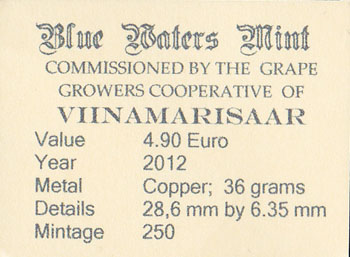 Blue Waters Mint
COMMISSIONED BY THE GRAPE
GROWERS COOPERATIVE OF
VIINAMARISAAR
Value 4.90 Euro
Year 2012
Metal Copper; 36 grams
Details 28,6 mm by 6.35 mm
Mintage 250